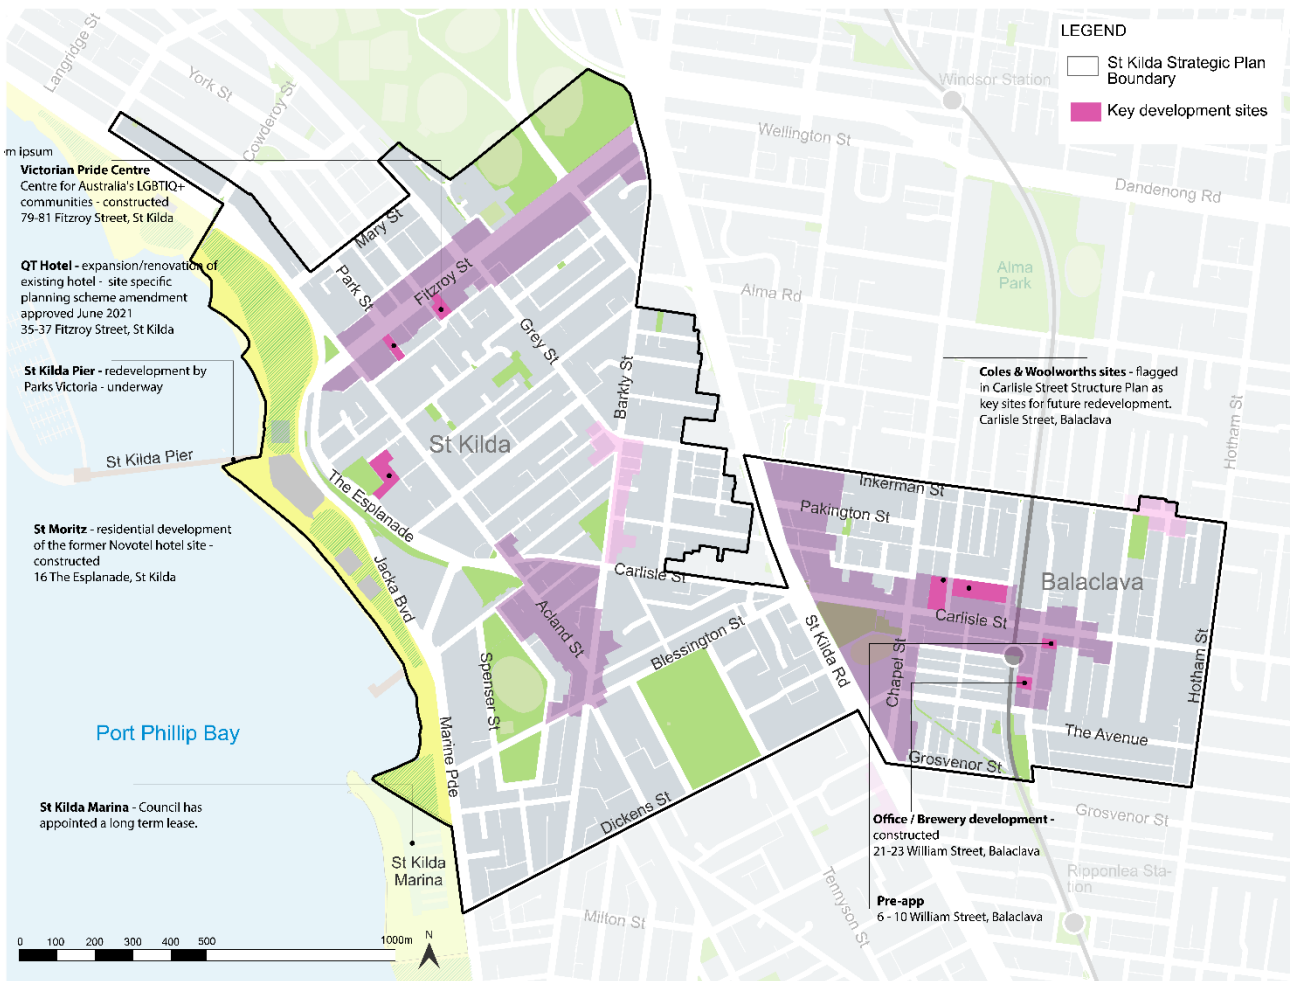 LEGEND
St Kilda Strategic Plan
Boundary
Key development sites
Langridge St
York St
Cowderoy St
Windsor Station
Wellington St
Dandenong Rd
m ipsum
Victorian Pride Centre
Centre for Australia's LGBTIQ+
communities - constructed
79-81 Fitzroy Street, St Kilda
QT Hotel - expansion/renovation of
existing hotel - site specific
planning scheme amendment
approved June 2021
35-37 Fitzroy Street, St Kilda
St Kilda Pier - redevelopment by
Parks Victoria - underway
St Kilda Pier
St Moritz - residential development
of the former Novotel hotel site -
constructed
16 The Esplanade, St Kilda
Port Phillip Bay
St Kilda Marina - Council has
appointed a long term lease.
St Kilda
Marina
Mary St
Park St
Fitzroy St
Grey St
Barkly St
St Kilda
The Esplanade
Jacka Bvd
Carlisle St
Acland St
Blessington St
Spenser St
Marine Pde
Dickens St
St Kilda Rd
Alma Rd
Alma
Park
Coles & Woolworths sites - flagged
in Carlisle Street Structure Plan as
key sites for future redevelopment.
Carlisle Street, Balaclava
Hotham St
Inkerman St
Pakington St
Balaclava
Carlisle St
Chapel St
Hotham St
The Avenue
Grosvenor St
Grosvenor St
Office / Brewery development -
constructed
21-23 William Street, Balaclava
Pre-app
6 - 10 William Street, Balaclava
Ripponlea Sta-
tion
Tennyson St
Milton St
0 100 200 300 400 500 1000m
N